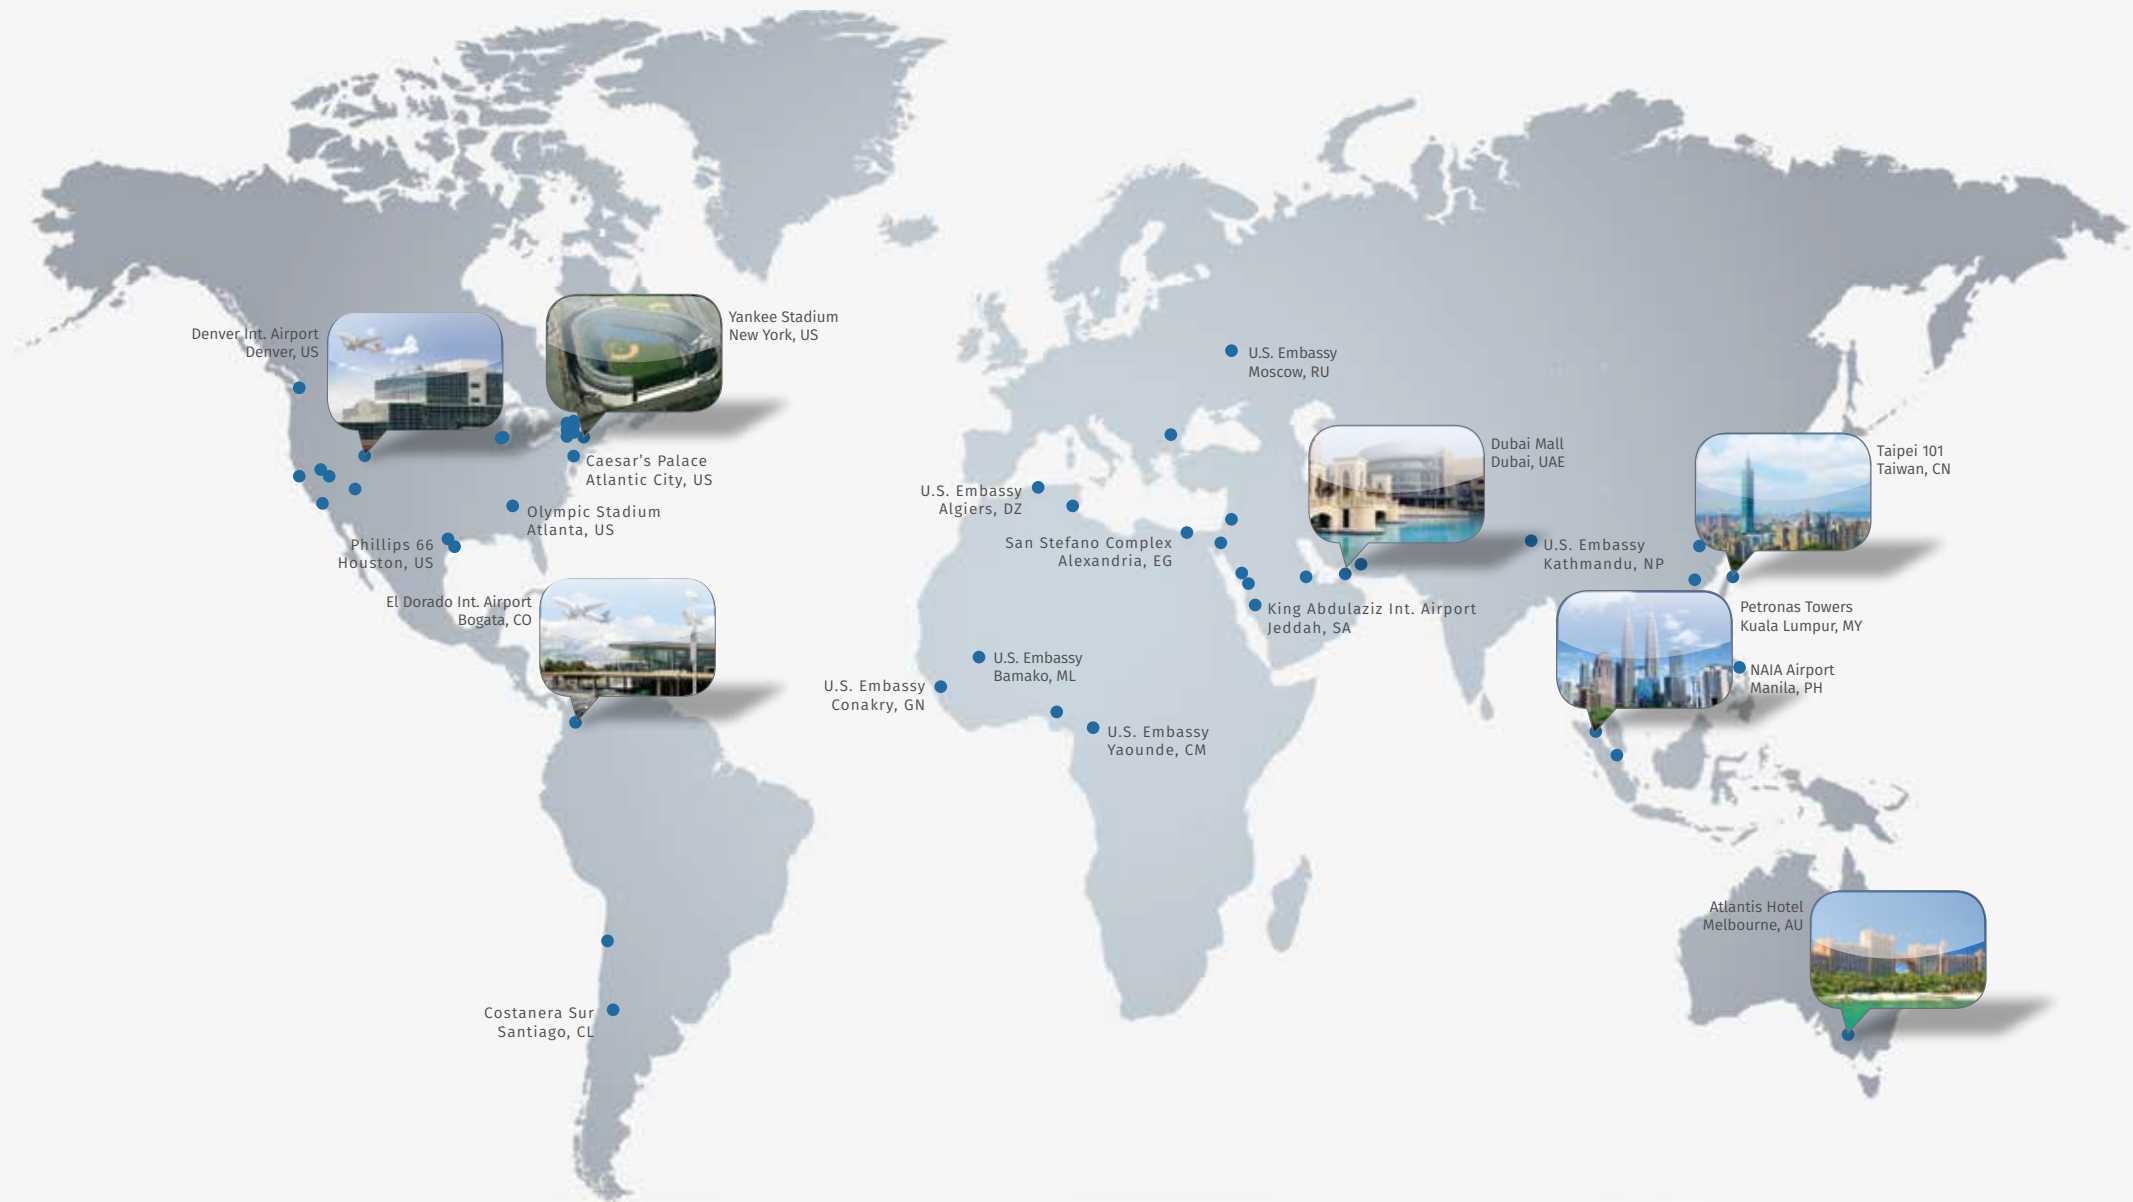 Yankee Stadium
New York, US
Denver Int. Airport
Denver, US
U.S. Embassy
Moscow, RU
Dubai Mall
Dubai, UAE
Taipei 101
Taiwan, CN
Caesar's Palace
Atlantic City, US
U.S. Embassy
Algiers, DZ
Olympic Stadium
Atlanta, US
San Stefano Complex
Alexandria, EG
Phillips 66
Houston, US
U.S. Embassy
Kathmandu, NP
El Dorado Int. Airport
Bogata, CO
King Abdulaziz Int. Airport
Jeddah, SA
Petronas Towers
Kuala Lumpur, MY
U.S. Embassy
Bamako, ML
NAIA Airport
Manila, PH
U.S. Embassy
Conakry, GN
U.S. Embassy
Yaounde, CM
Atlantis Hotel
Melbourne, AU
Costanera Sur
Santiago, CL